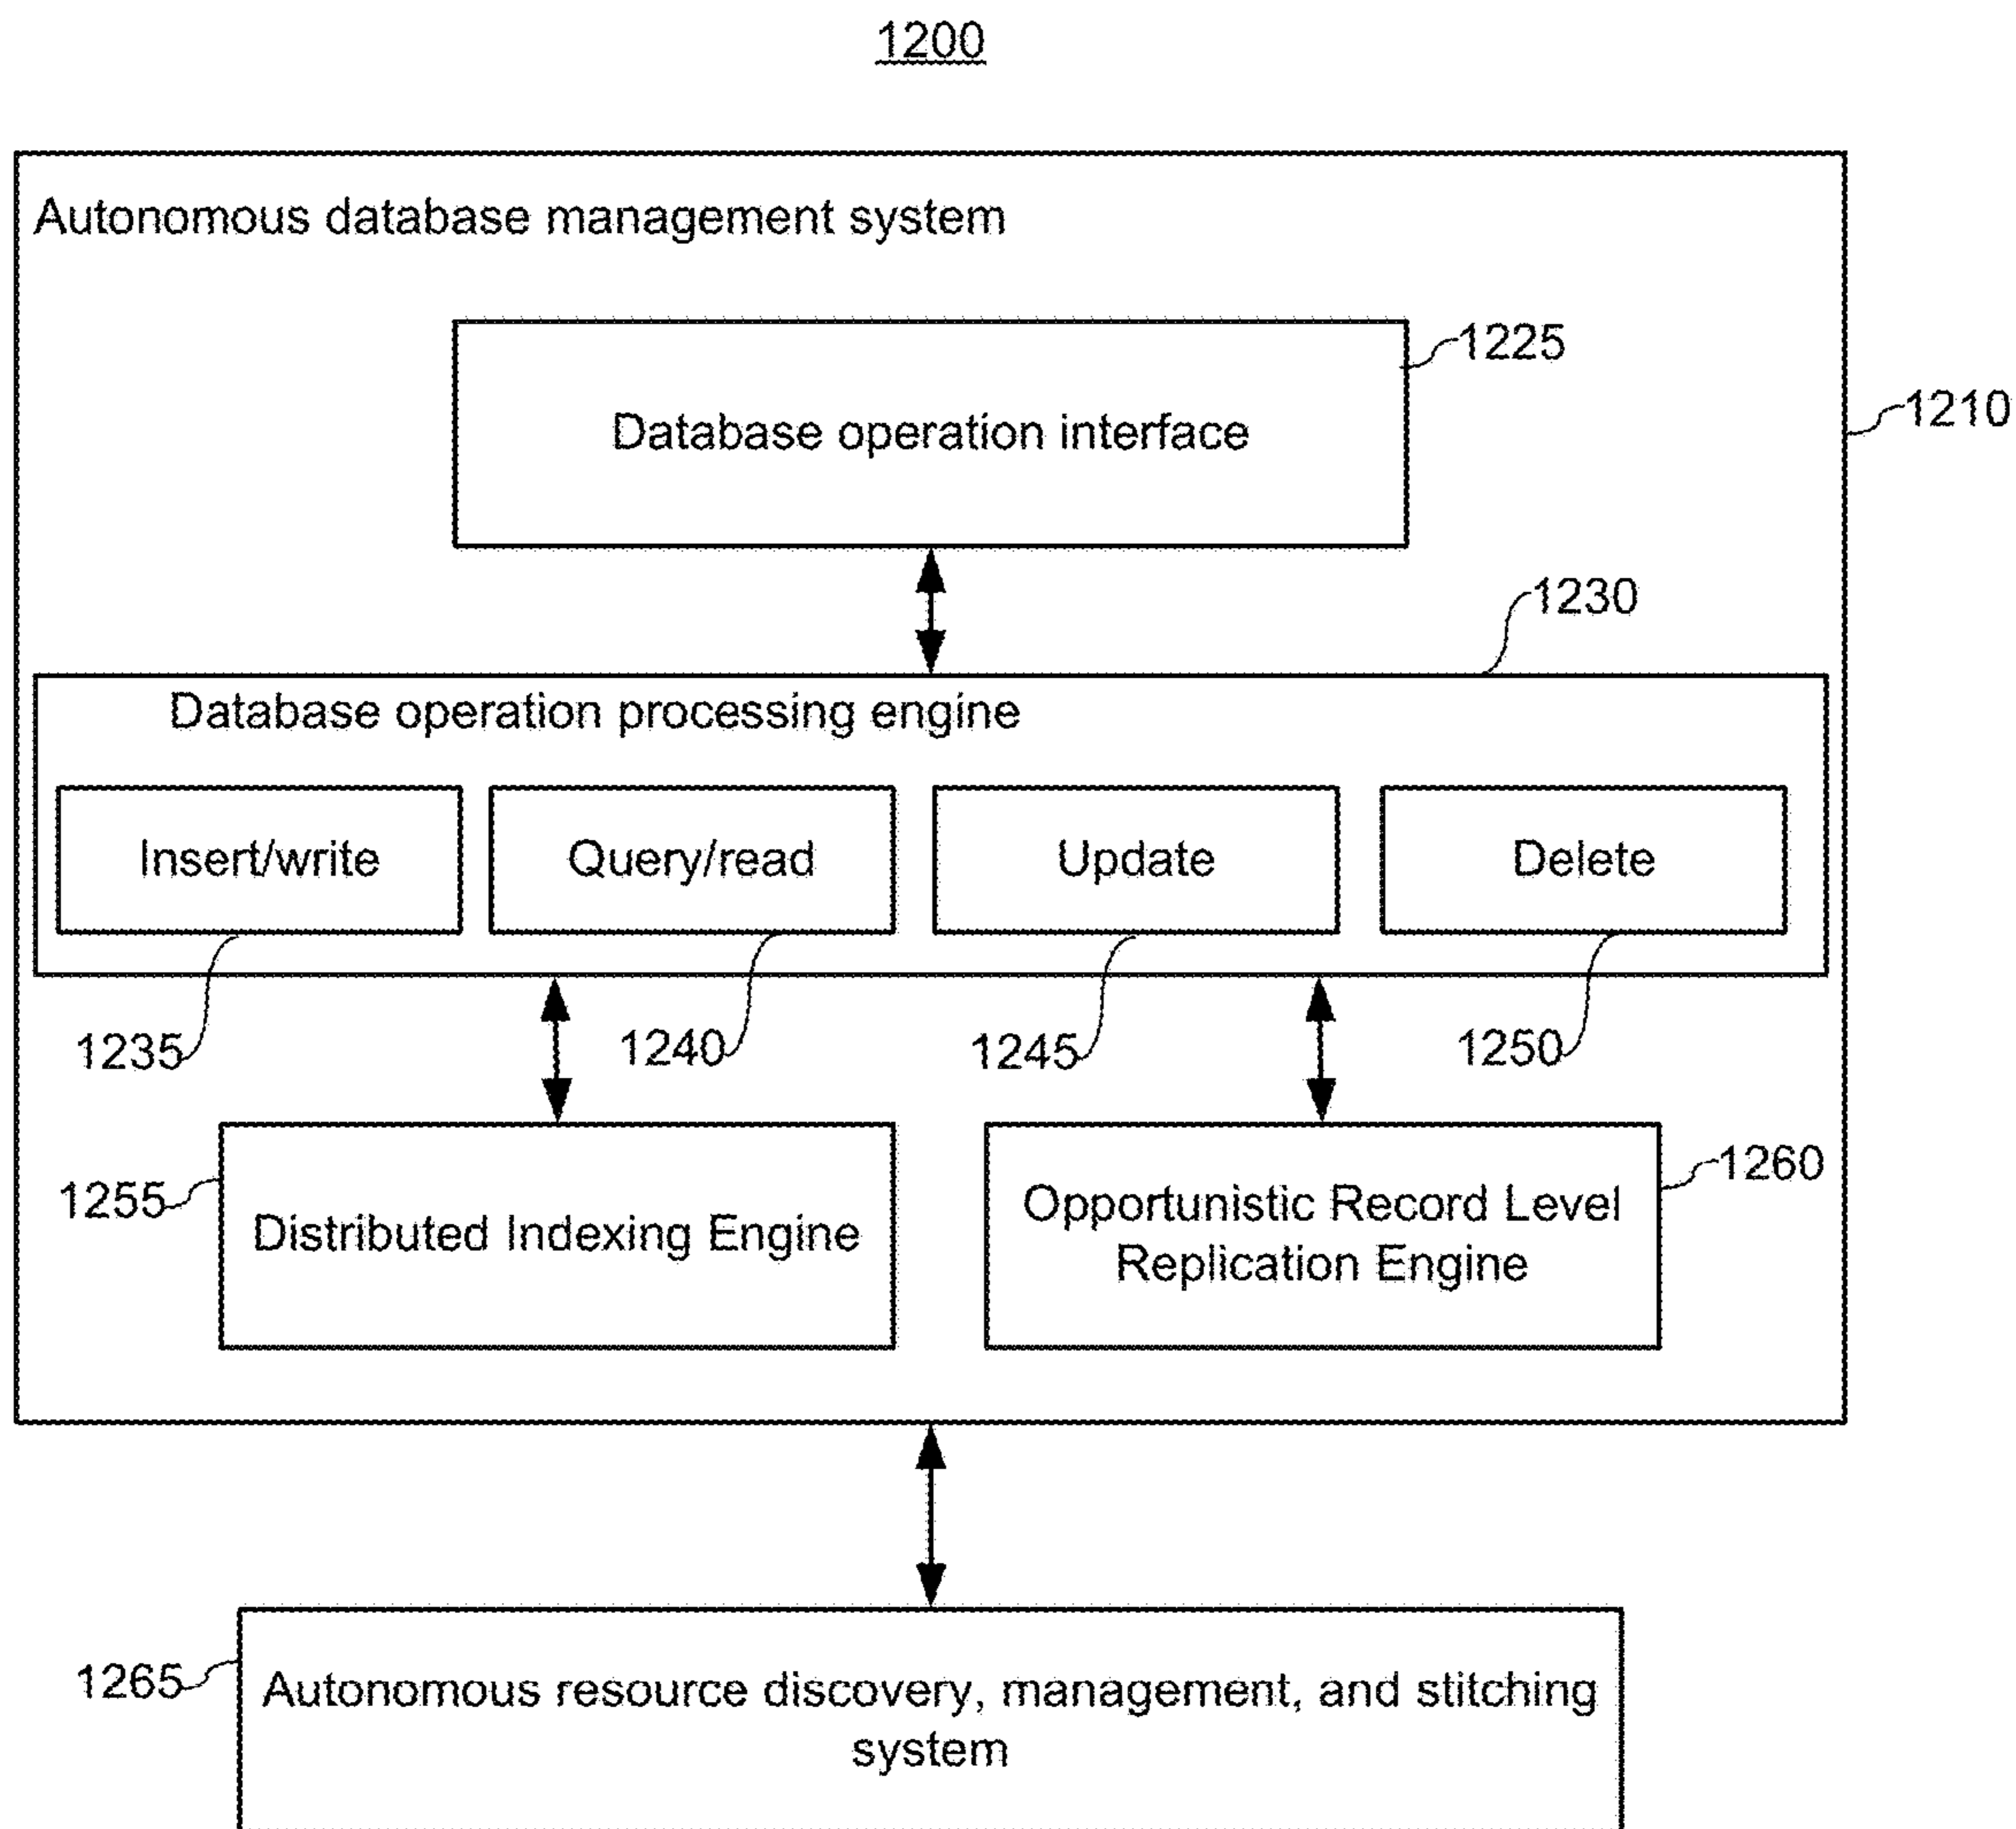 1200
Autonomous database management system
1225
Database operation interface
1210
1230
Database operation processing engine
Insert/write
Query/read
Update
Delete
1235
1240
1245
1250
1255
Distributed Indexing Engine
1260
Opportunistic Record Level
Replication Engine
1265
Autonomous resource discovery, management, and stitching
system